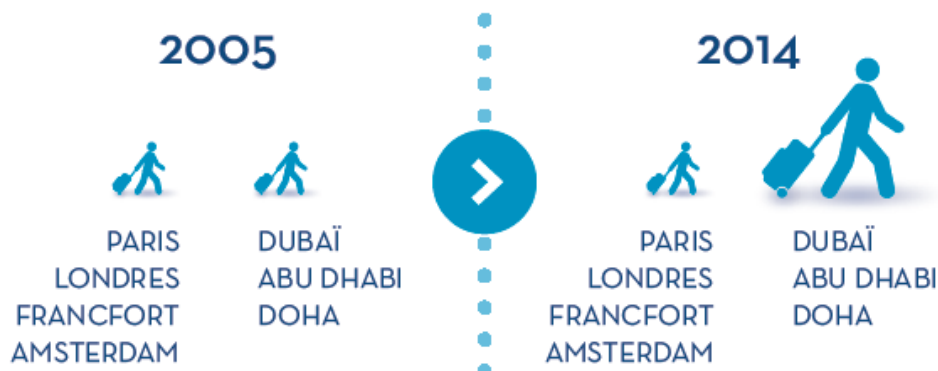 2005
PARIS
LONDRES
FRANCFORT
AMSTERDAM
DUBAÏ
ABU DHABI
DOHA
2014
PARIS
LONDRES
FRANCFORT
AMSTERDAM
DUBAÏ
ABU DHABI
DOHA